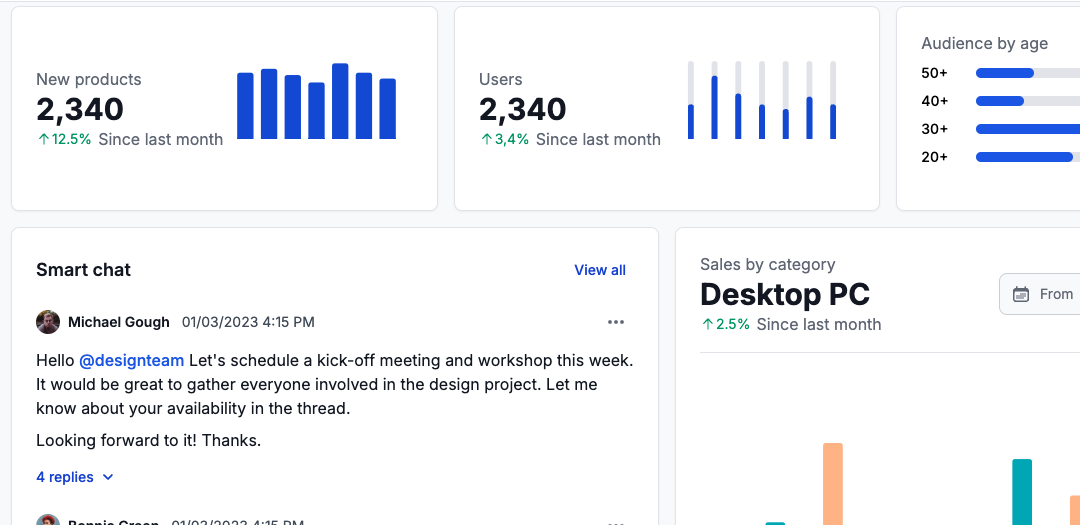 New products
2,340
12.5% Since last month
Users
2,340
3,4% Since last month
Audience by age
50+
40+
30+
20+
Smart chat
View all
Michael Gough 01/03/2023 4:15 PM
Hello @designteam Let's schedule a kick-off meeting and workshop this week.
It would be great to gather everyone involved in the design project. Let me
know about your availability in the thread.
Looking forward to it! Thanks.
4 replies
Bonnie Green 01/03/2023 4:15 PM
Sales by category
Desktop PC
2.5% Since last month
From